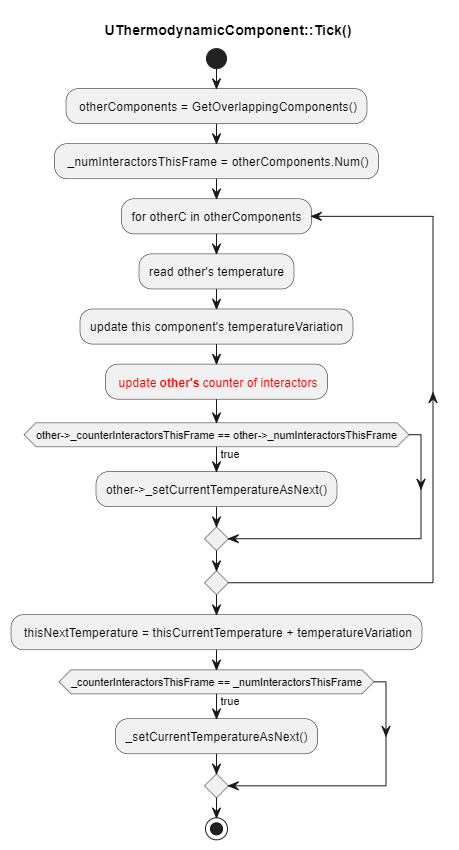 UThermodynamicComponent::Tick()
otherComponents = GetOverlappingComponents()
_numInteractorsThisFrame = otherComponents.Num()
for otherC in otherComponents
read other's temperature
update this component's temperatureVariation
update other's counter of interactors
other->_counterInteractorsThisFrame == other->_numInteractorsThisFrame
true
other->_setCurrentTemperatureAsNext()
thisNextTemperature = thisCurrentTemperature + temperatureVariation
_counterInteractorsThisFrame == _numInteractorsThisFrame
true
_setCurrentTemperatureAsNext()